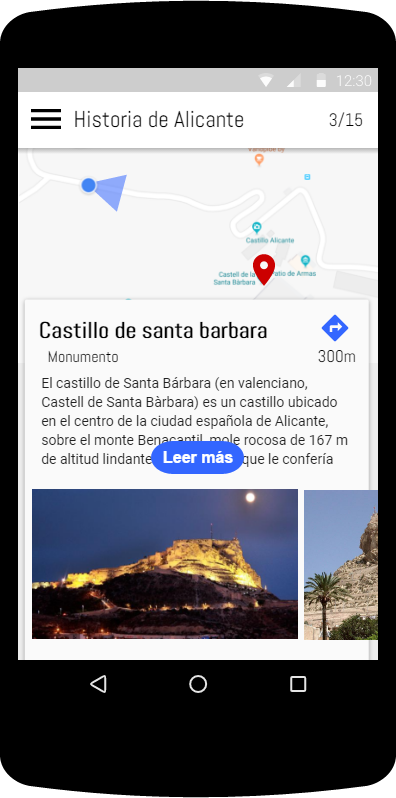 12:30
Historia de Alicante
3/15
Castillo Alicante
Castell de la
Santa Bàrbara
Patio de Armas
Castillo de santa barbara
Monumento
300m
El castillo de Santa Bárbara (en valenciano,
Castell de Santa Bàrbara) es un castillo ubicado
en el centro de la ciudad española de Alicante,
sobre el monte Benacantil, mole rocosa de 167 m
de altitud lindante
Leer más
que le confería